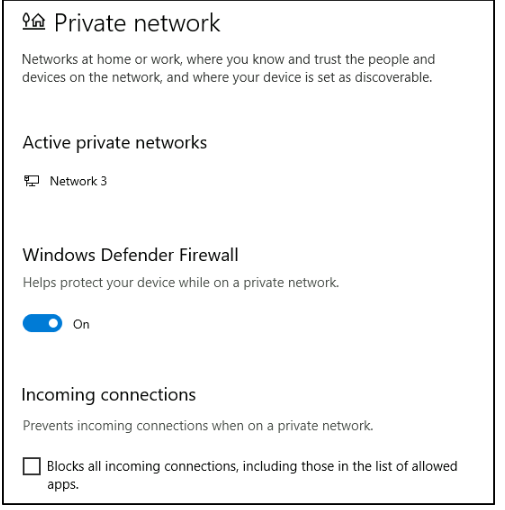 Private network
Networks at home or work, where you know and trust the people and
devices on the network, and where your device is set as discoverable.
Active private networks
Network 3
Windows Defender Firewall
Helps protect your device while on a private network.
On
Incoming connections
Prevents incoming connections when on a private network.
Blocks all incoming connections, including those in the list of allowed
apps.